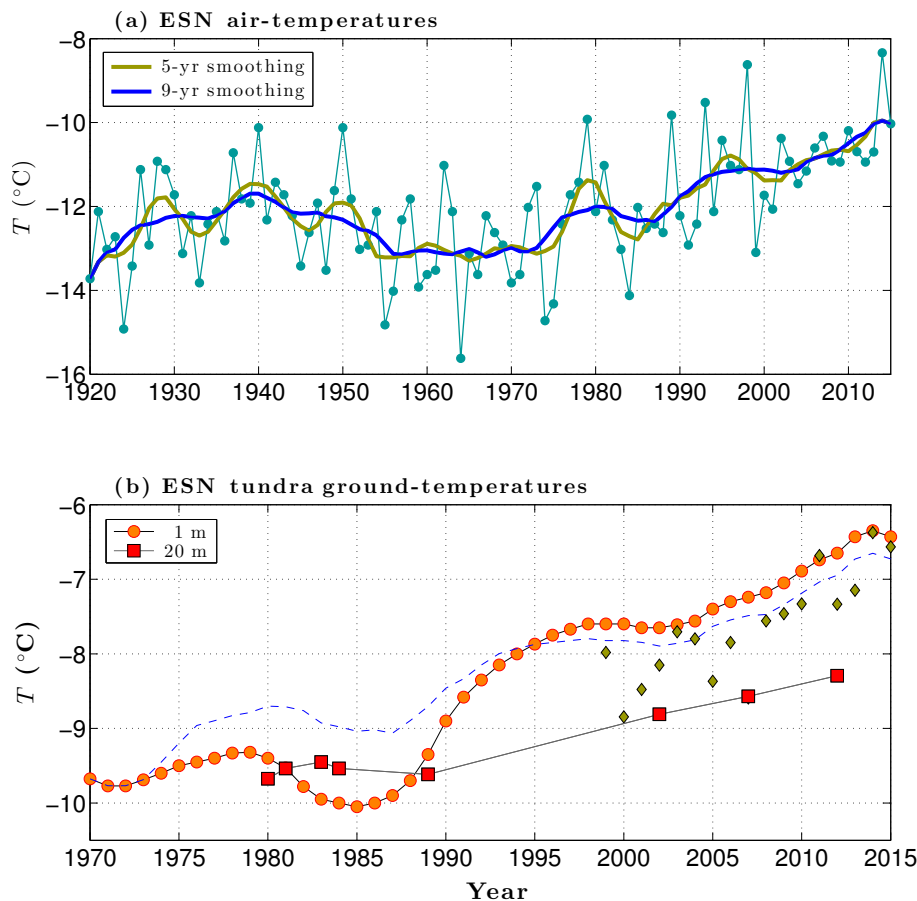 (a) ESN air-temperatures
−8
5-yr smoothing
9-yr smoothing
−10
T (°C)
−12
−14
−16
1920 1930 1940 1950 1960 1970 1980 1990 2000 2010
(b) ESN tundra ground-temperatures
−6
1 m
20 m
−7
T (°C)
−8
−9
−10
1970 1975 1980 1985 1990 1995 2000 2005 2010 2015
Year